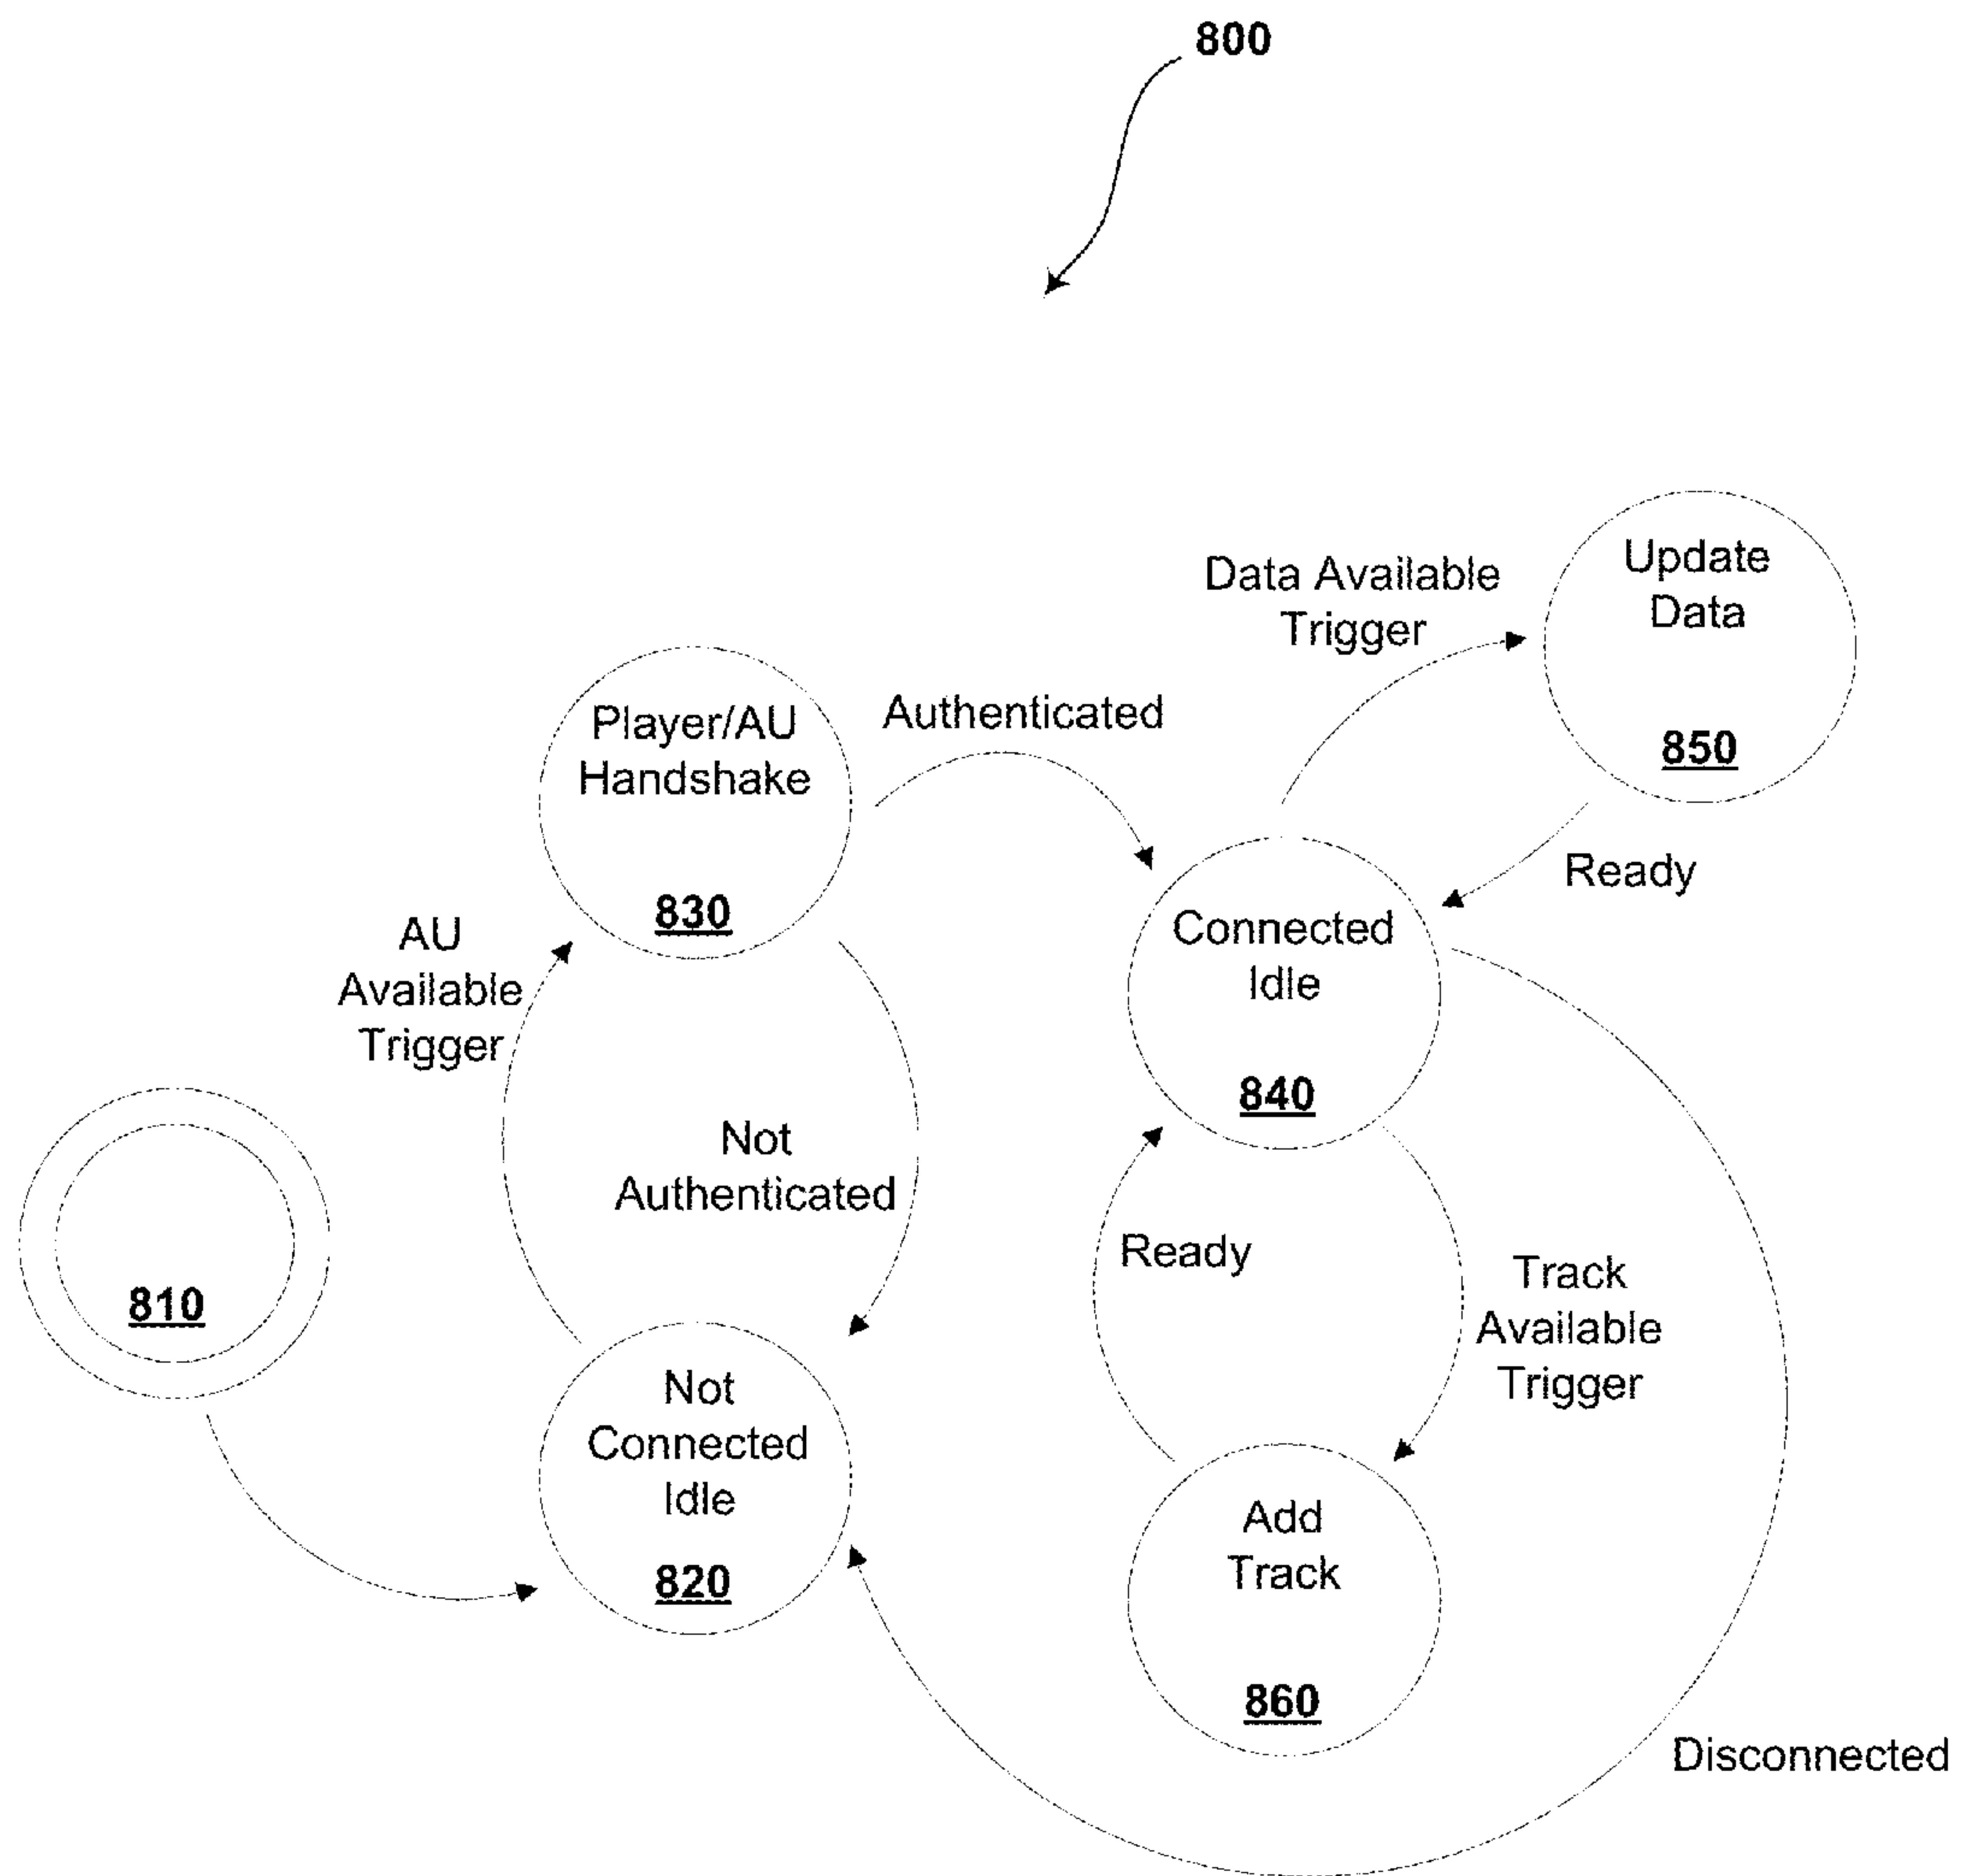 800
Update
Data
850
Data Available
Trigger
Player/AU
Handshake
830
Authenticated
Ready
AU
Available
Trigger
Connected
Idle
840
Not
Authenticated
810
Ready
Track
Available
Trigger
Not
Connected
Idle
820
Add
Track
860
Disconnected